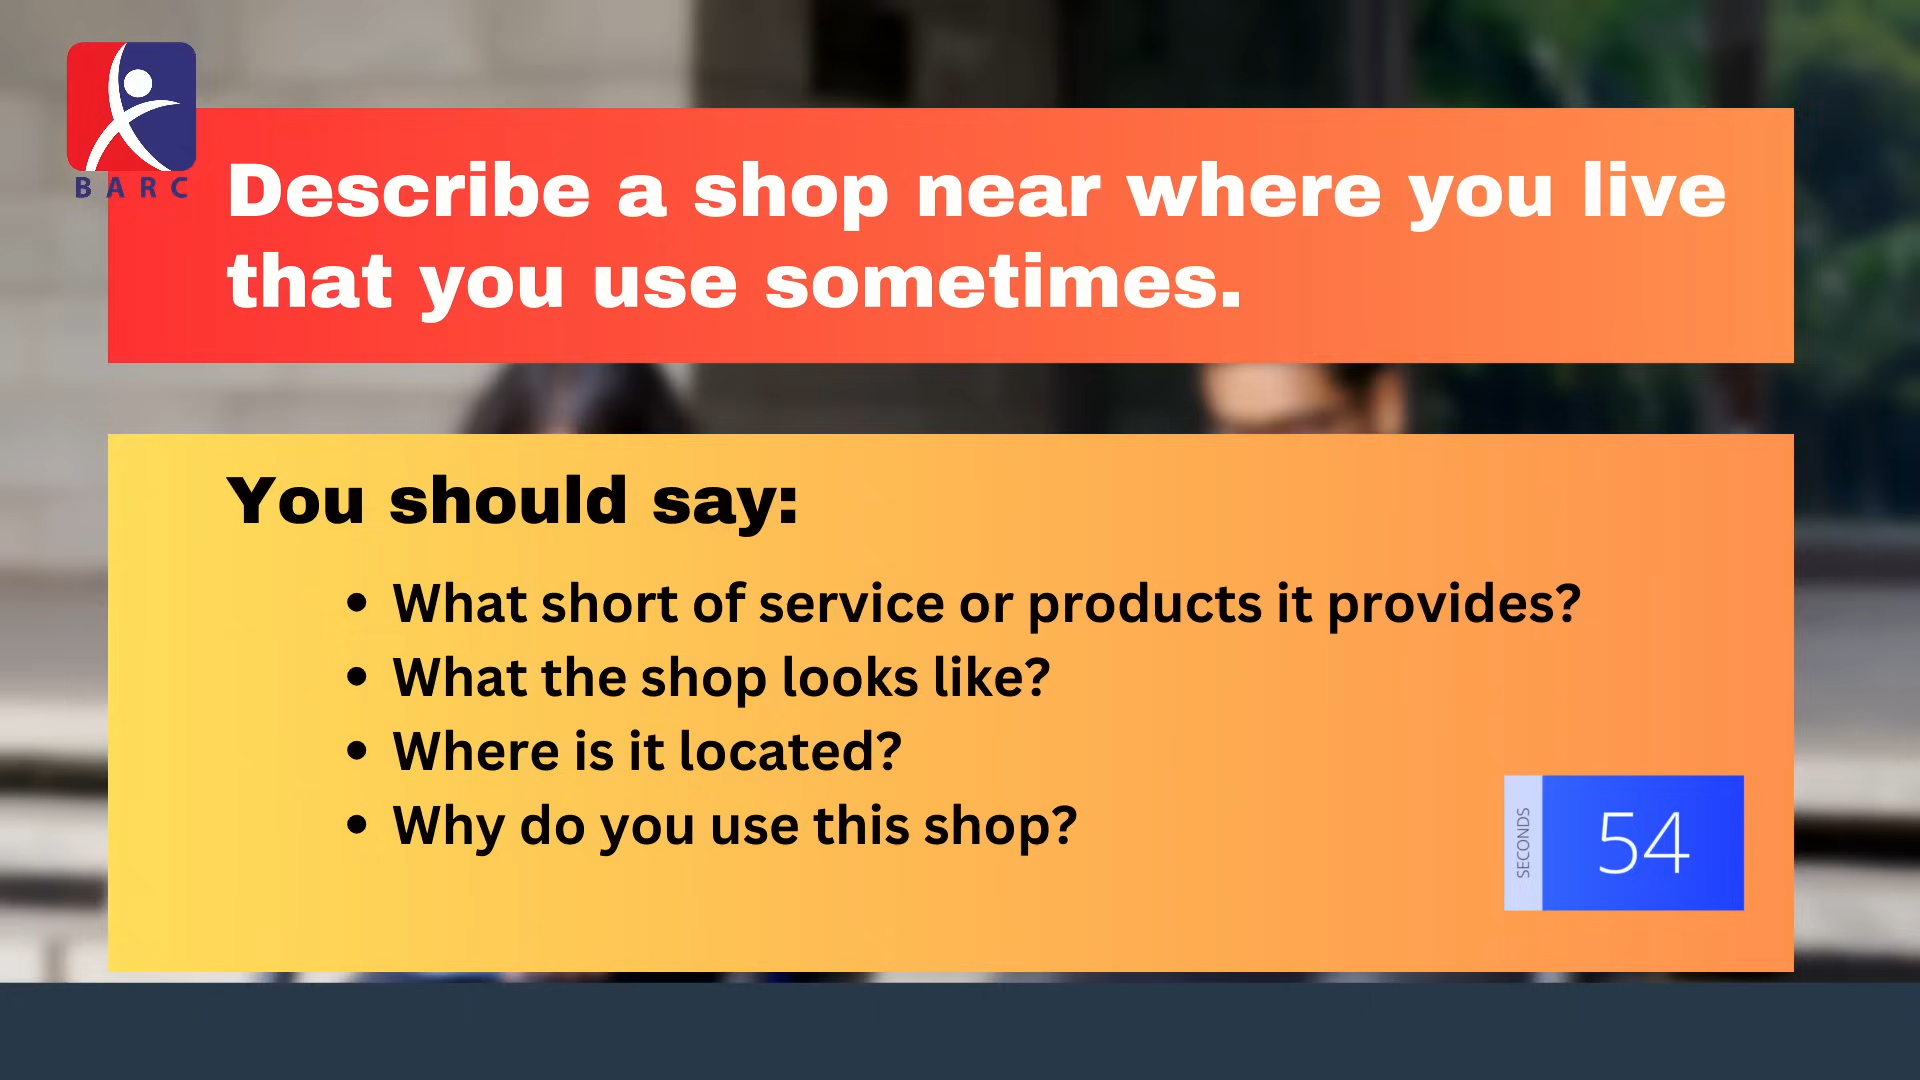 BARC
Describe a shop near where you live
that you use sometimes.
You should say:
• What short of service or products it provides?
• What the shop looks like?
• Where is it located?
• Why do you use this shop?
SECONDS
54